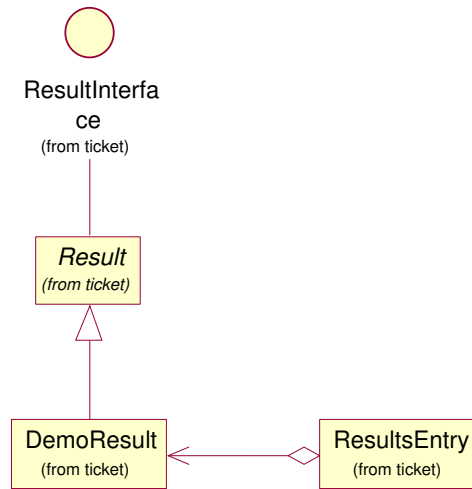 ResultInterfa
ce
(from ticket)
Result
(from ticket)
DemoResult
(from ticket)
ResultsEntry
(from ticket)